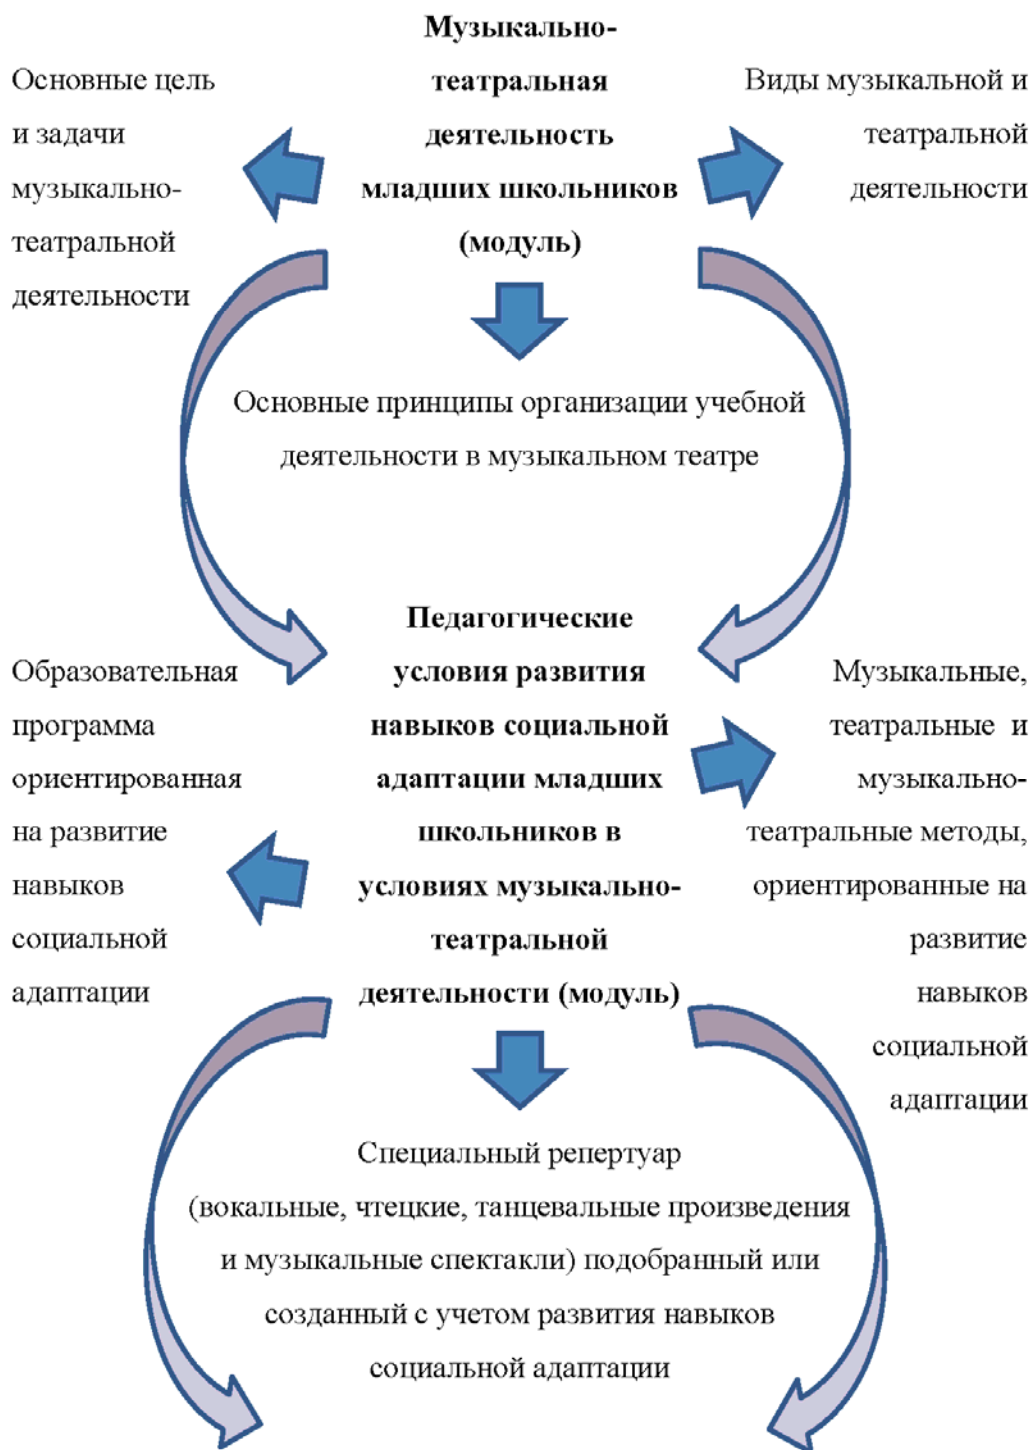 Музыкально-
театральная
деятельность
младших школьников
(модуль)
Основные цель
и задачи
музыкально-
театральной
деятельности
Виды музыкальной и
театральной
деятельности
Основные принципы организации учебной
деятельности в музыкальном театре
Педагогические
условия развития
навыков социальной
адаптации младших
школьников в
условиях музыкально-
театральной
деятельности (модуль)
Образовательная
программа
ориентированная
на развитие
навыков
социальной
адаптации
Музыкальные,
театральные и
музыкально-
театральные методы,
ориентированные на
развитие
навыков
социальной
адаптации
Специальный репертуар
(вокальные, чтецкие, танцевальные произведения
и музыкальные спектакли) подобранный или
созданный с учетом развития навыков
социальной адаптации